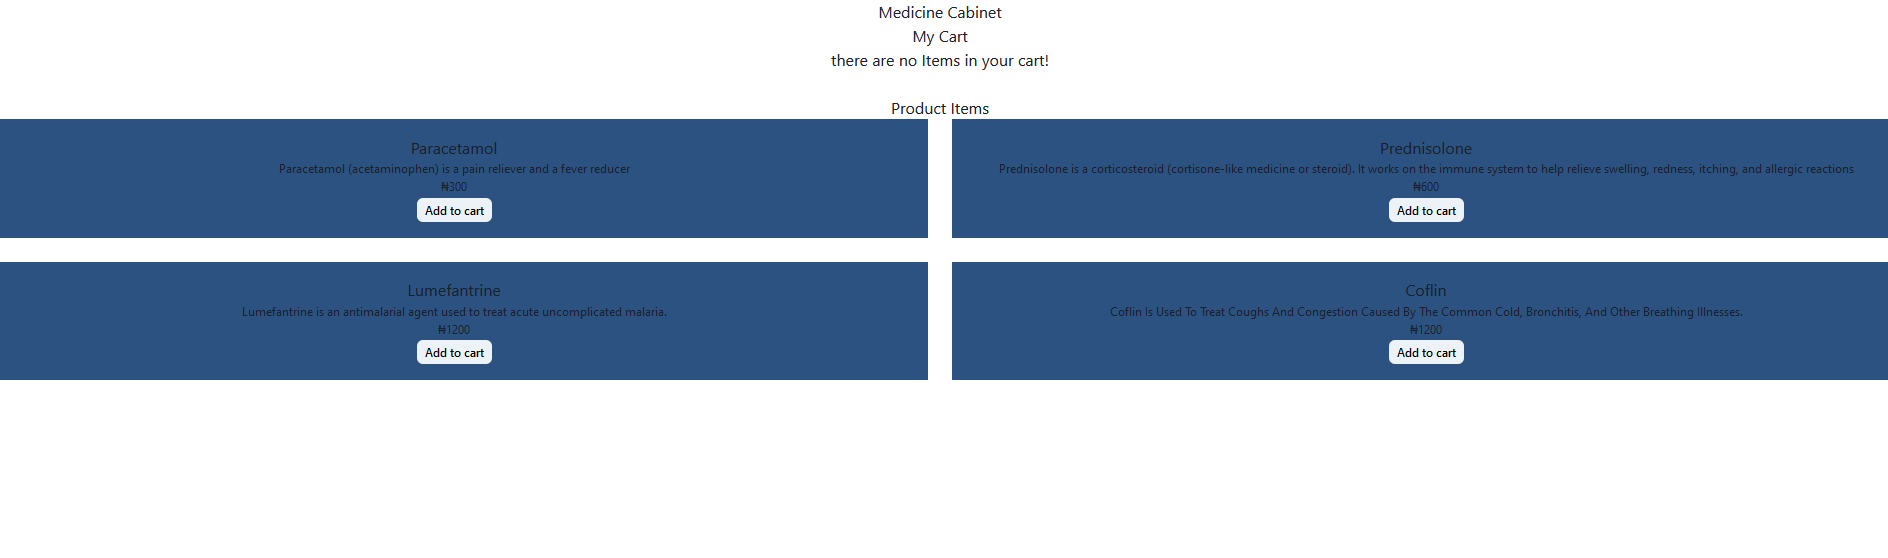 Medicine Cabinet
My Cart
there are no Items in your cart!
Product Items
Paracetamol
Paracetamol (acetaminophen) is a pain reliever and a fever reducer
₦300
Add to cart
Prednisolone
Prednisolone is a corticosteroid (cortisone-like medicine or steroid). It works on the immune system to help relieve swelling, redness, itching, and allergic reactions
₦600
Add to cart
Lumefantrine
Lumefantrine is an antimalarial agent used to treat acute uncomplicated malaria.
₦1200
Add to cart
Coflin
Coflin Is Used To Treat Coughs And Congestion Caused By The Common Cold, Bronchitis, And Other Breathing Illnesses.
₦1200
Add to cart